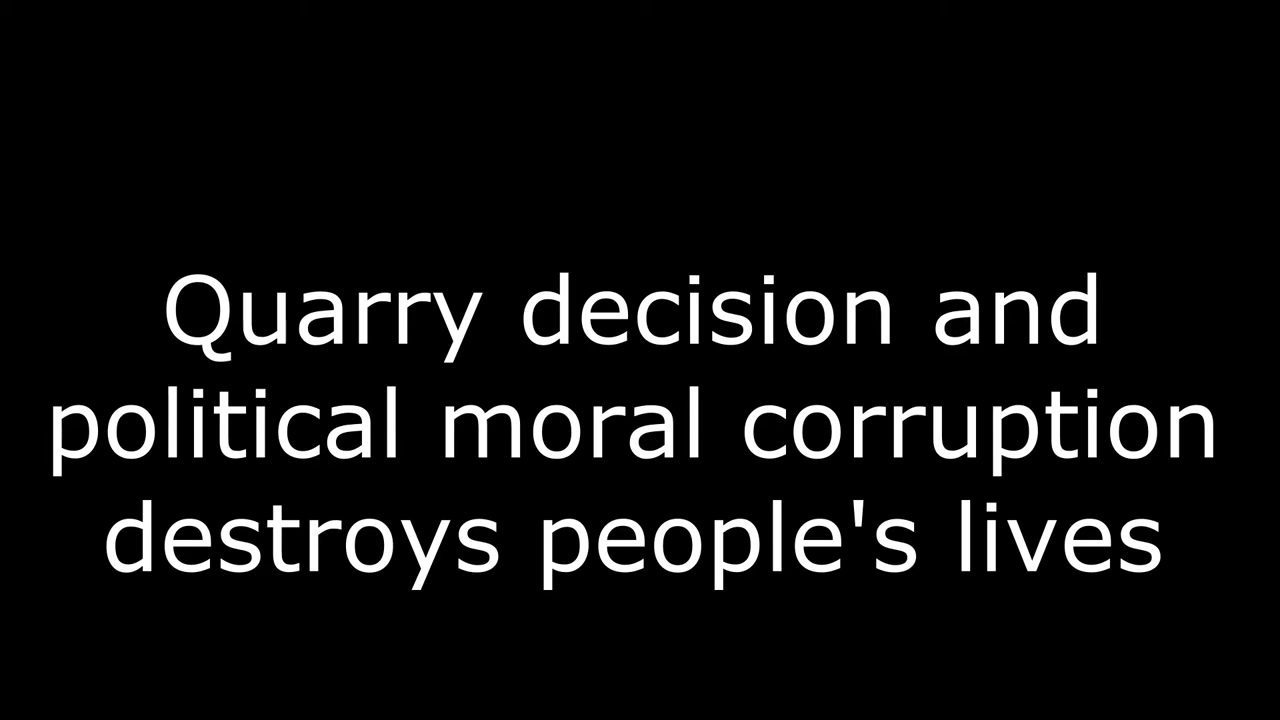 Quarry decision and
political moral corruption
destroys people's lives